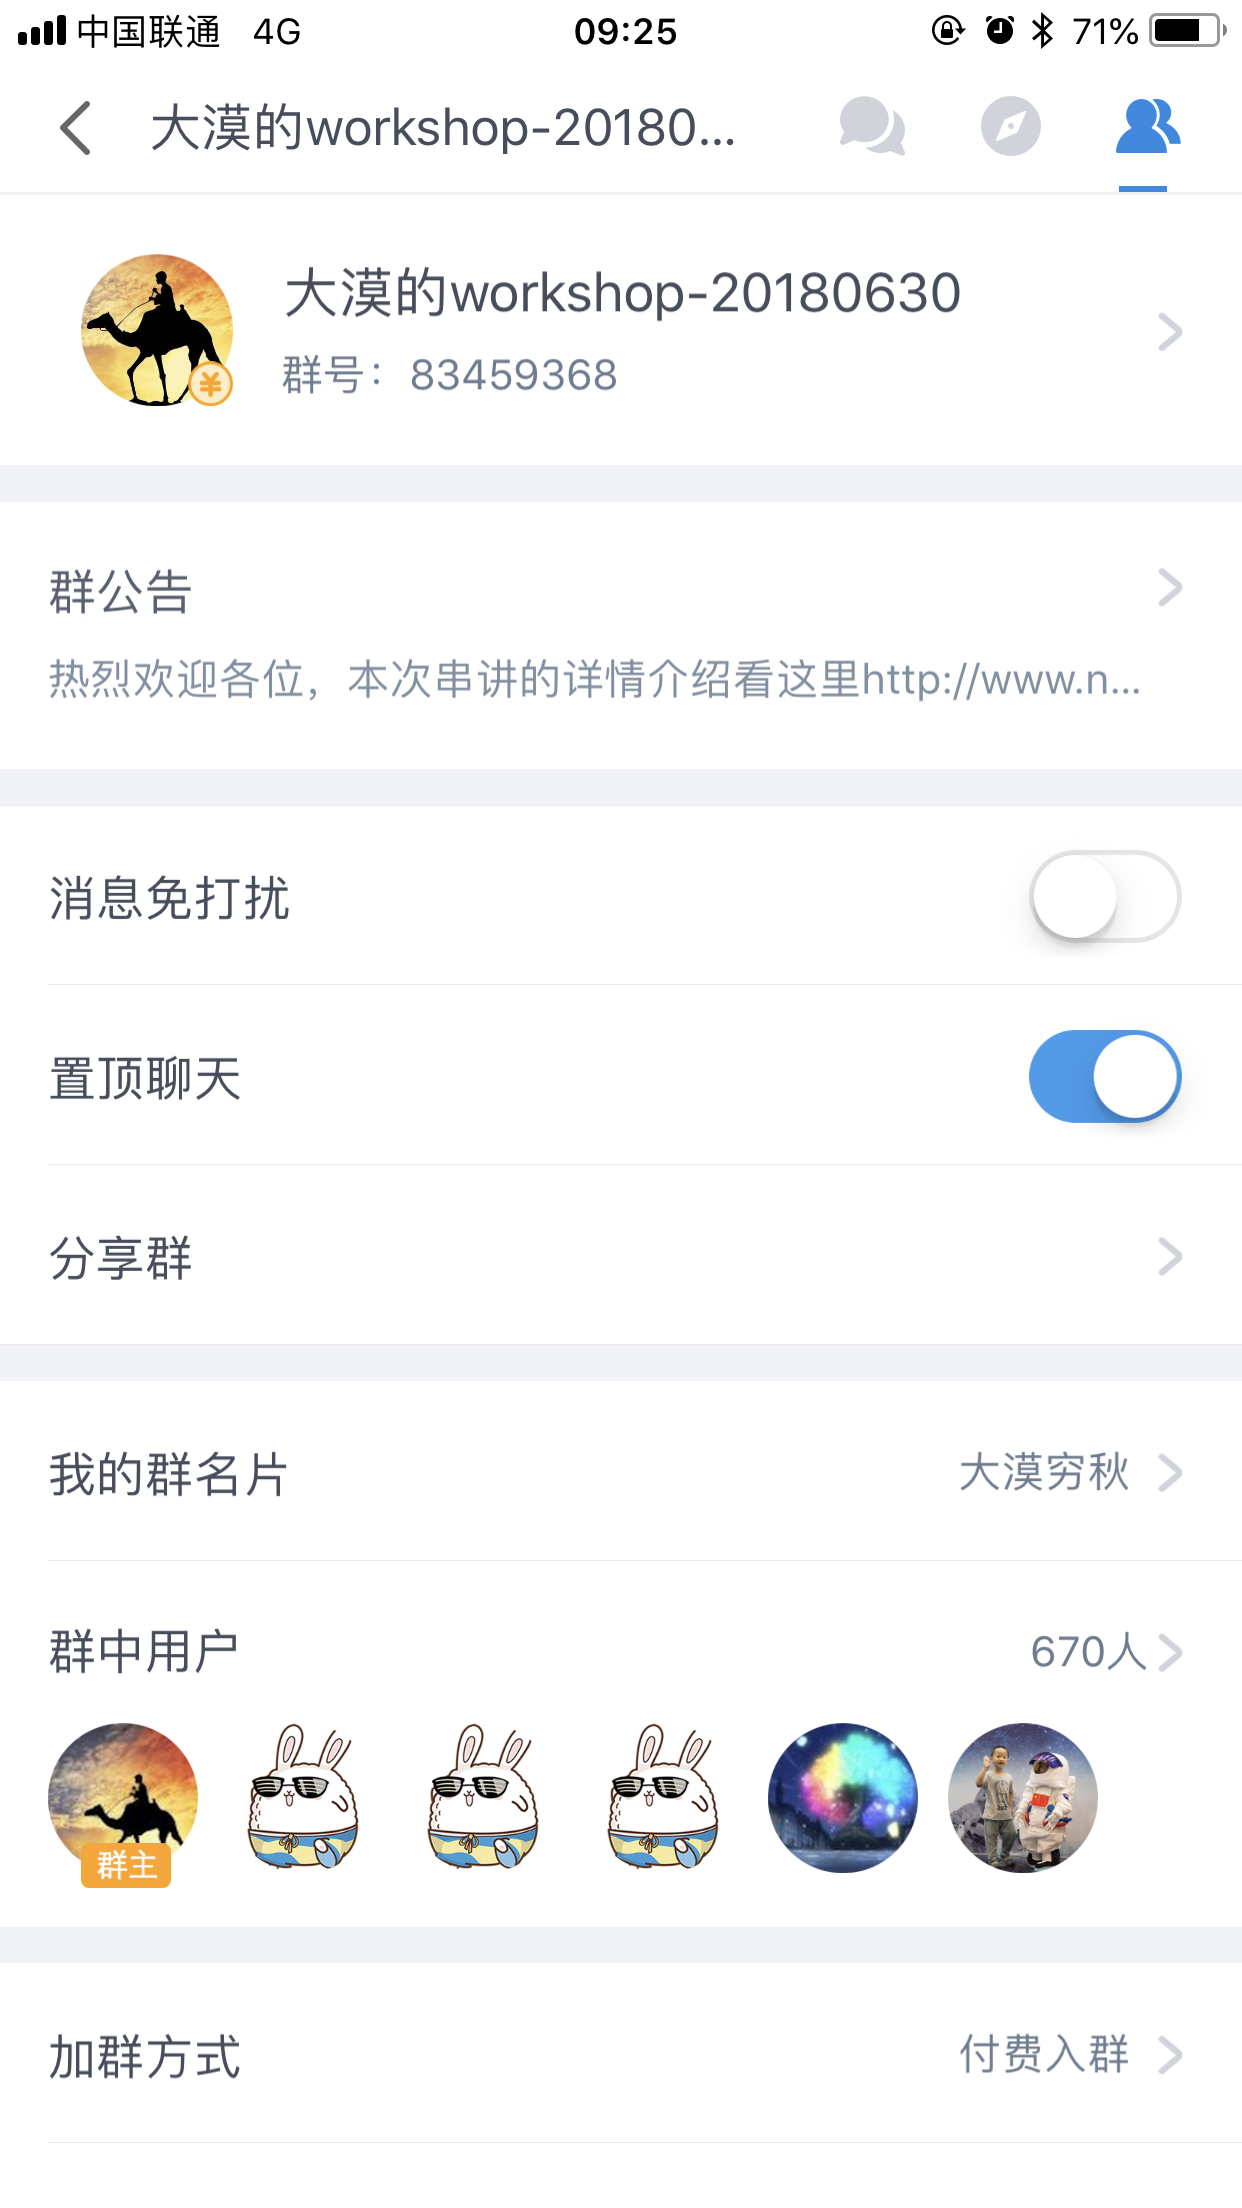 中国联通 4G 09:25 71%
大漠的workshop-20180...
大漠的workshop-20180630
群号：83459368
群公告
热烈欢迎各位，本次串讲的详情介绍看这里http://www.n...
消息免打扰
置顶聊天
分享群
我的群名片 大漠穷秋
群中用户 670人
群主
加群方式 付费入群